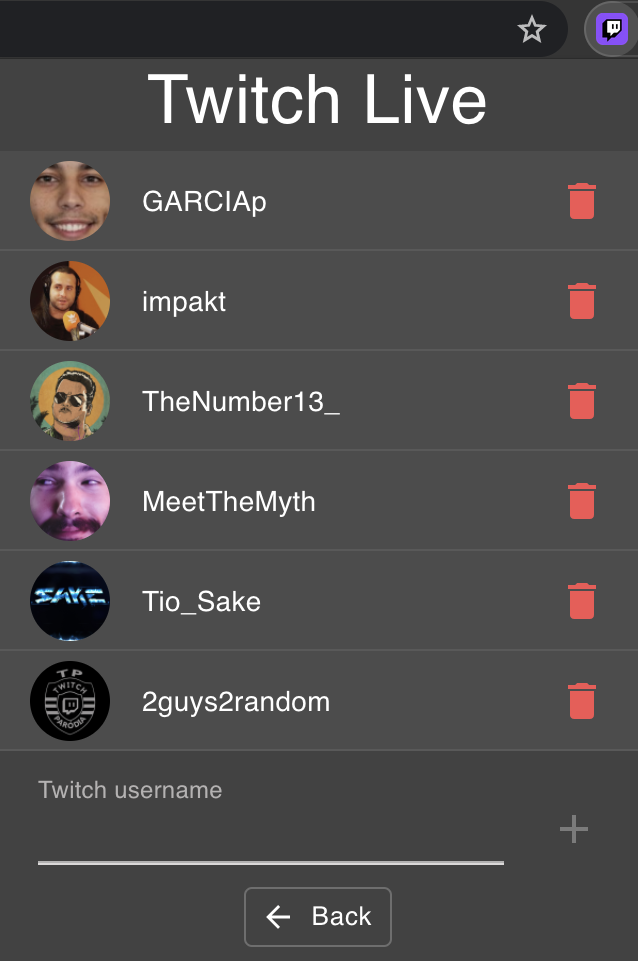 Twitch Live
GARCIAp
impakt
TheNumber13_
MeetTheMyth
SAKE
Tio_Sake
TP
TWITCH
PARODIA
2guys2random
Twitch username
Back